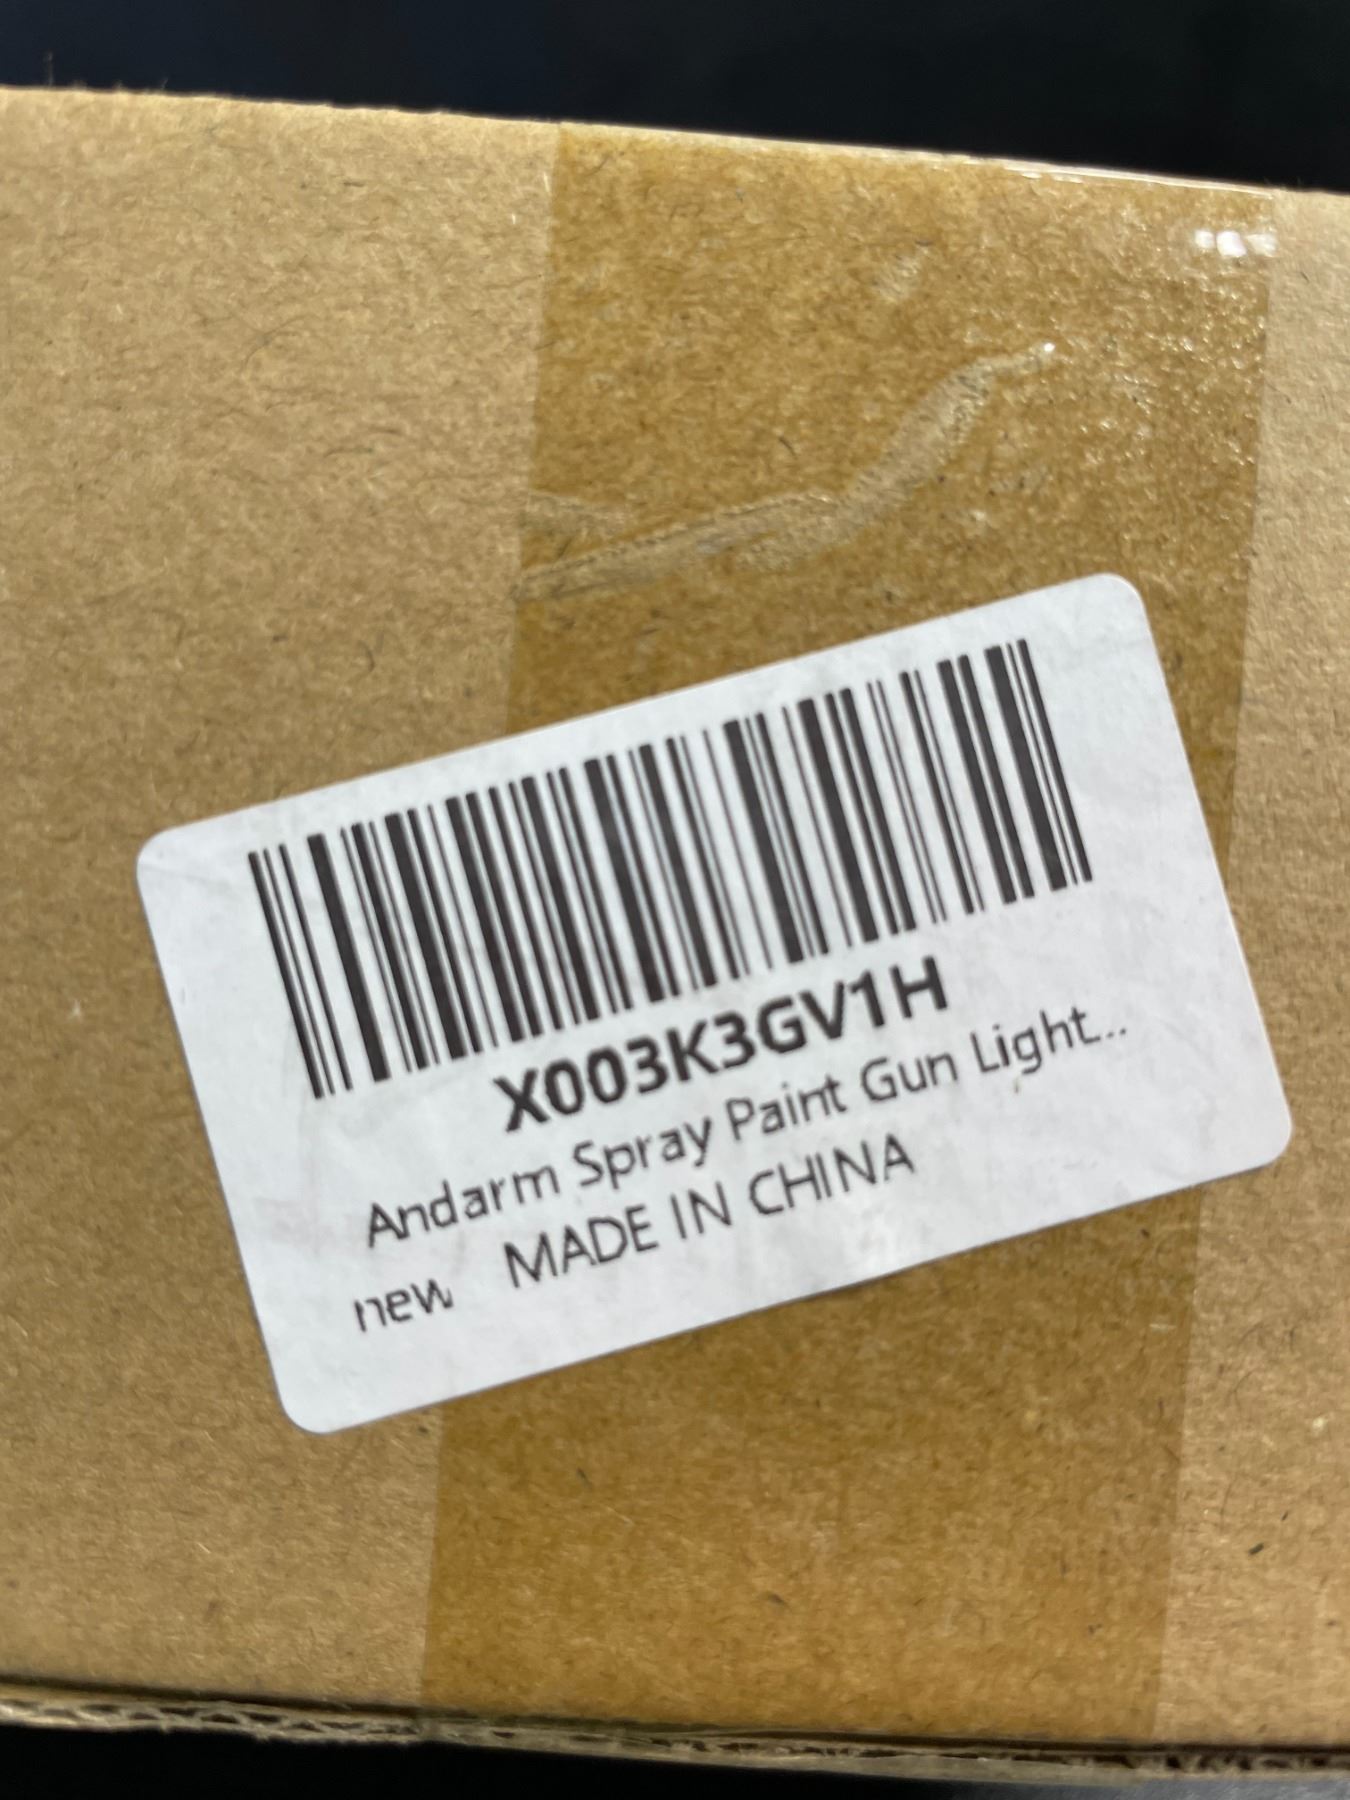 X003K3GV1H
Andarm Spray Paint Gun Light...
new MADE IN CHINA